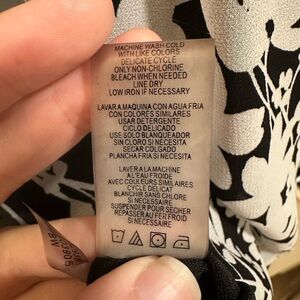 MACHINE WASH COLD
WITH LIKE COLORS
DELICATE CYCLE
ONLY NON-CHLORINE
BLEACH WHEN NEEDED
LINE DRY
LOW IRON IF NECESSARY
LAVAR A MAQUINA CON AGUA FRIA
CON COLORES SIMILARES
USAR DETERGENTE
CICLO DELICADO
USE SOLO BLANQUEADOR
SIN CLORO SI NECESITA
SECAR COLGADO
PLANCHA FRIA SI NECESITA
LAVER A LA MACHINE
A L'EAU FROIDE
AVEC COULEURS SIMILAIRES
CYCLE DELICAT
BLANCHIR SANS CHLORE
SI NECESSAIRE
SUSPENDER POUR SECHER
REPASSER AU FER FROID
SI NECESSAIRE